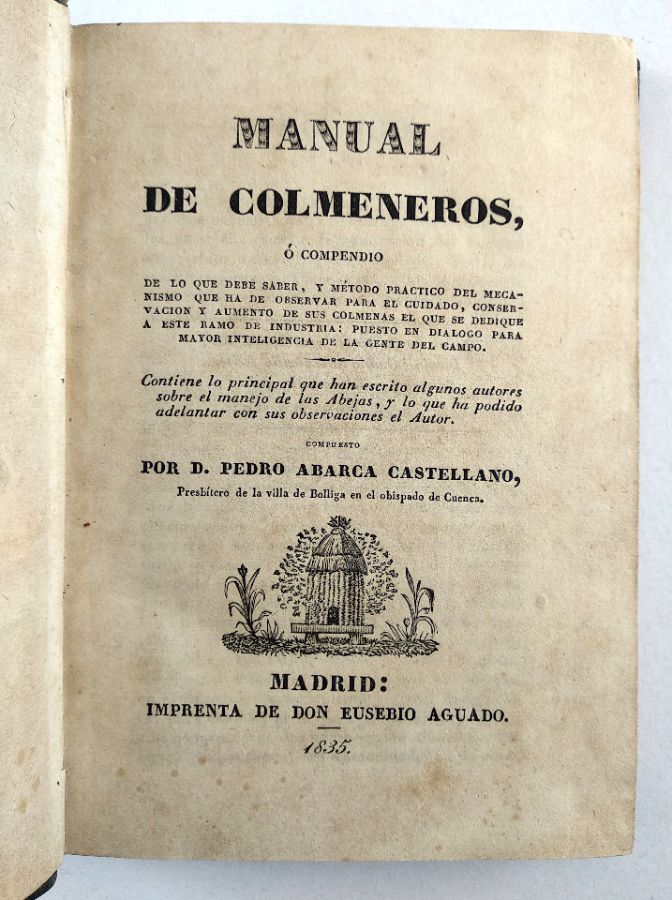 MANUAL
DE COLMENEROS,
Ó COMPENDIO
DE LO QUE DEBE SABER, Y MÉTODO PRACTICO DEL MECA-
NISMO QUE HA DE OBSERVAR PARA EL CUIDADO, CONSER-
VACION Y AUMENTO DE SUS COLMENAS EL QUE SE DEDIQUE
A ESTE RAMO DE INDUSTRIA: PUESTO EN DIALOGO PARA
MAYOR INTELIGENCIA DE LA GENTE DEL CAMPO.
Contiene lo principal que han escrito algunos autores
sobre el manejo de las Abejas, y lo que ha podido
adelantar con sus observaciones el Autor.
COMPUESTO
POR D. PEDRO ABARCA CASTELLANO,
Presbítero de la villa de Bolliga en el obispado de Cuenca.
MADRID:
IMPRENTA DE DON EUSEBIO AGUADO.
1835.